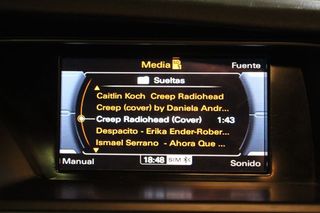 Media
Fuente
Sueltas
Caitlin Koch Creep Radiohead
Creep (cover) by Daniela Andr...
Creep Radiohead (Cover) 1:43
Despacito - Erika Ender-Rober...
Ismael Serrano - Ahora Que ...
Manual 18:48 SIM Sonido